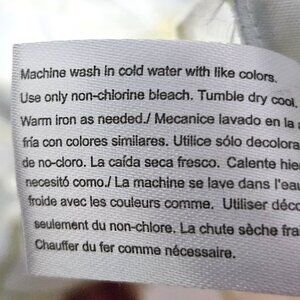 Machine wash in cold water with like colors.
Use only non-chlorine bleach. Tumble dry cool.
Warm iron as needed./ Mecanice lavado en la a
fría con colores similares. Utilice sólo decolora
de no-cloro. La caída seca fresco. Calente hie
necesitó como./ La machine se lave dans l'eau
froide avec les couleurs comme. Utiliser déco
seulement du non-chlore. La chute sèche fra
Chauffer du fer comme nécessaire.